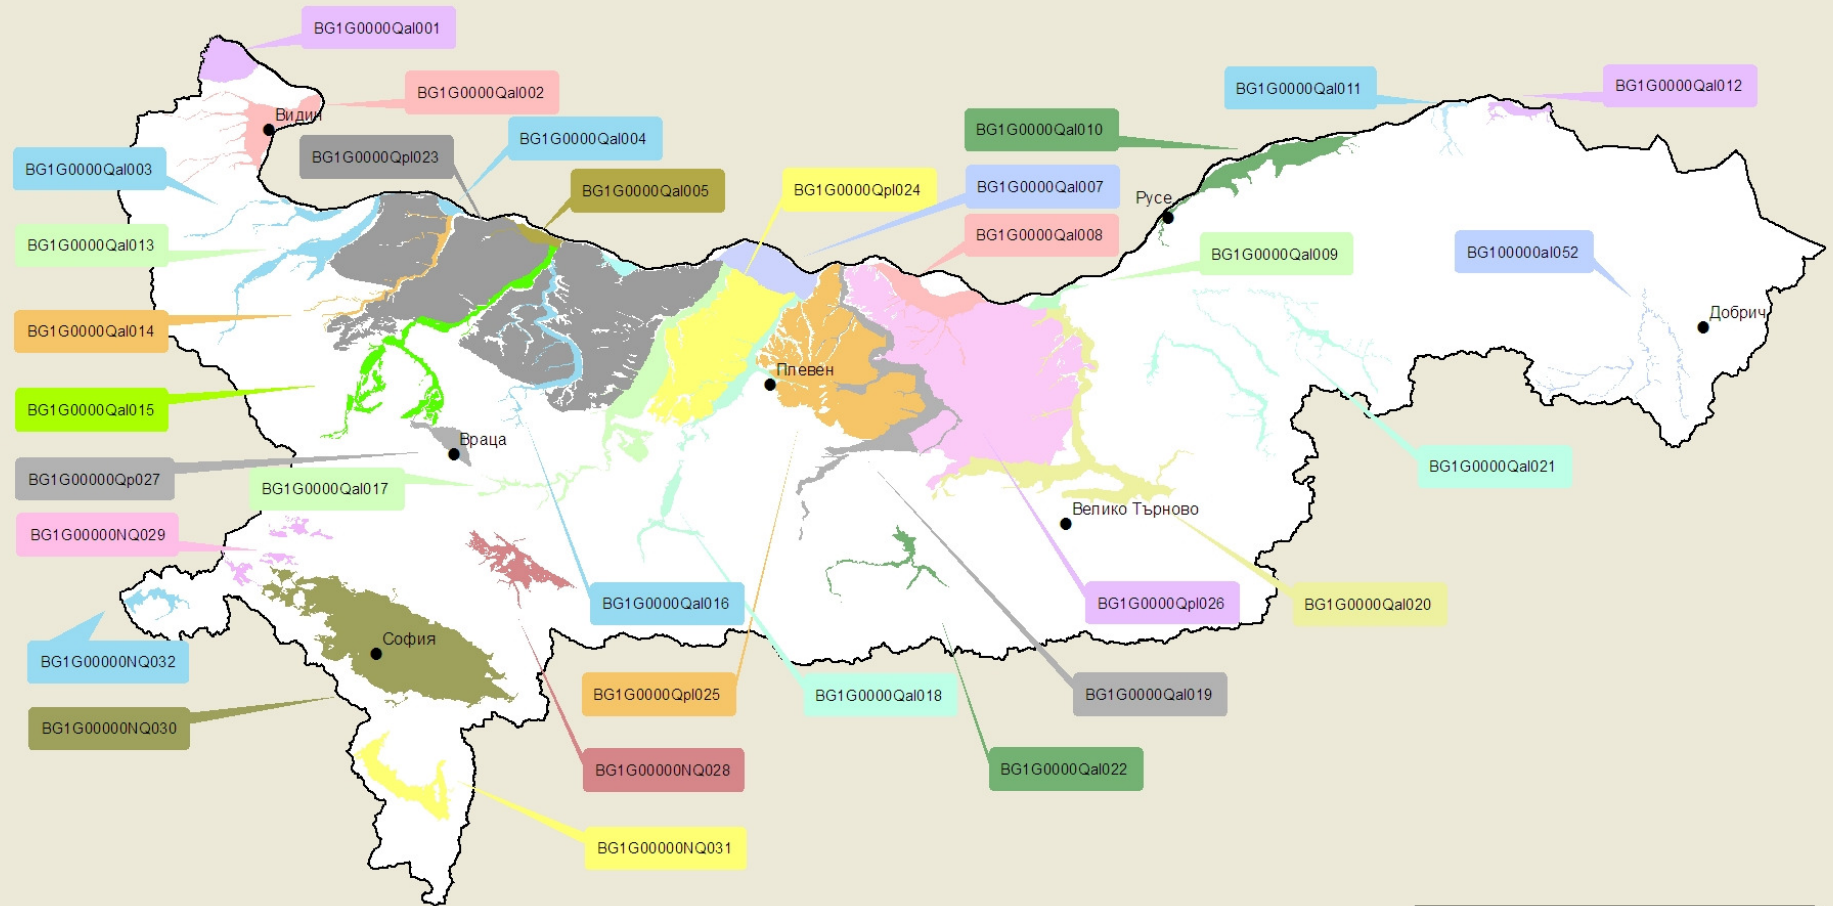 BG1G0000Qal001
BG1G0000Qal002
Видин
BG1G0000Qal011
BG1G0000Qal012
BG1G0000Qal010
BG1G0000Qal004
BG1G0000Qpl023
BG1G0000Qal003
BG1G0000Qal005
BG1G0000Qpl024
BG1G0000Qal007
Русе
BG1G0000Qal008
BG1G0000Qal013
BG1G0000Qal009
BG100000al052
Добрич
BG1G0000Qal014
Плевен
BG1G0000Qal015
Враца
BG1G00000Qp027
BG1G0000Qal017
BG1G0000Qal021
Велико Търново
BG1G00000NQ029
BG1G0000Qal016
BG1G0000Qpl026
BG1G0000Qal020
София
BG1G00000NQ032
BG1G0000Qpl025
BG1G0000Qal018
BG1G0000Qal019
BG1G00000NQ030
BG1G00000NQ028
BG1G0000Qal022
BG1G00000NQ031